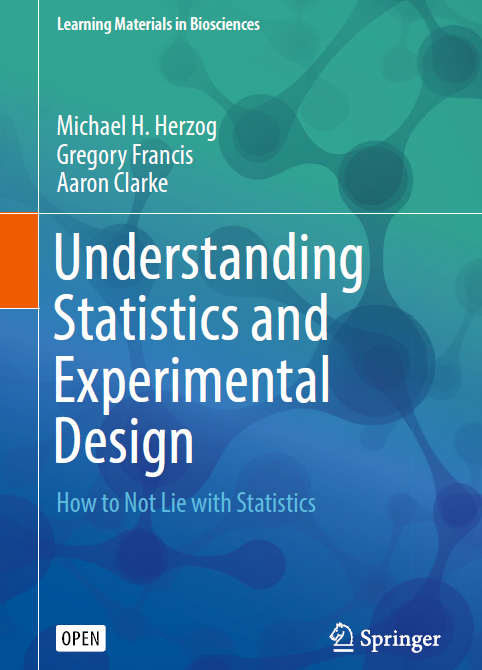 Learning Materials in Biosciences
Michael H. Herzog
Gregory Francis
Aaron Clarke
Understanding
Statistics and
Experimental
Design
How to Not Lie with Statistics
OPEN
Springer